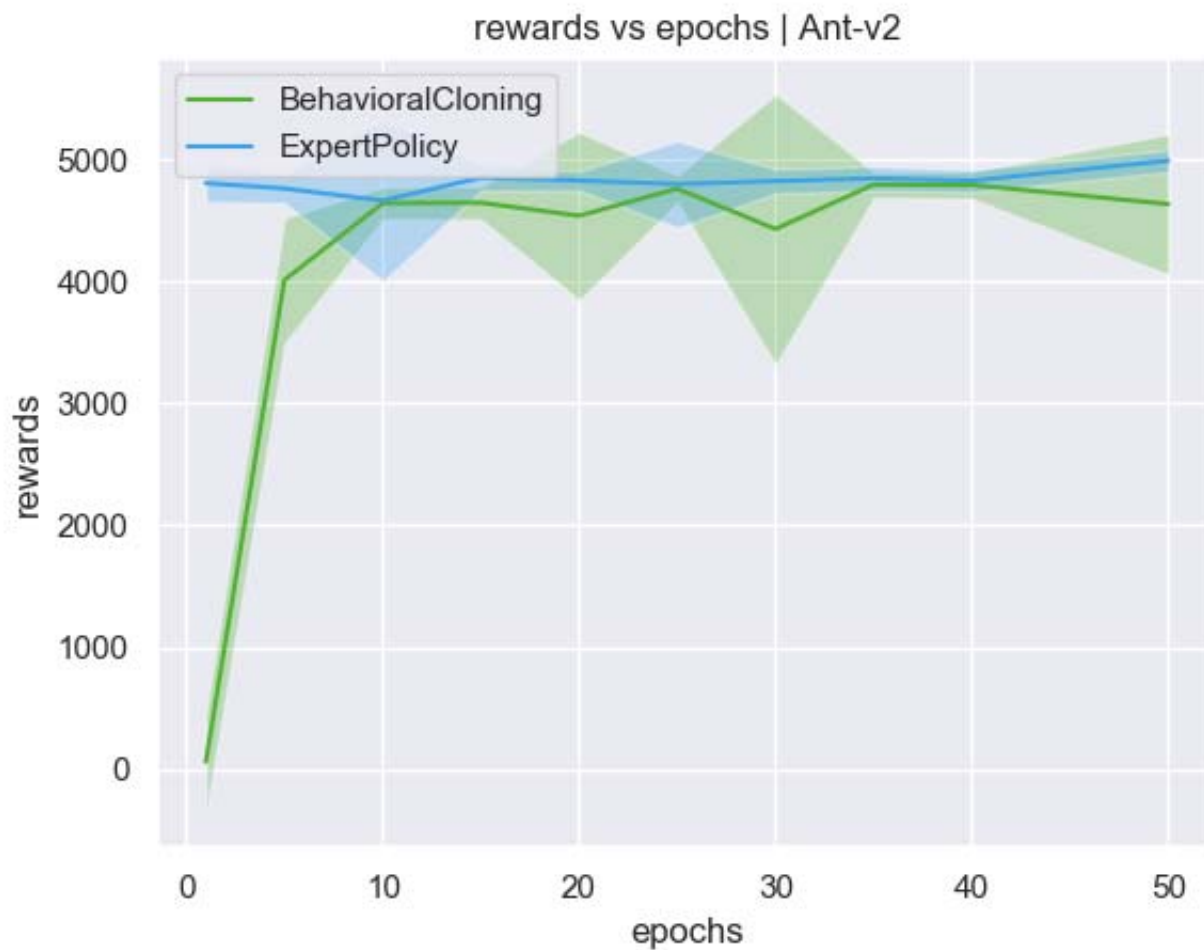 rewards vs epochs | Ant-v2
BehavioralCloning
ExpertPolicy
5000
4000
3000
2000
1000
0
rewards
0 10 20 30 40 50
epochs